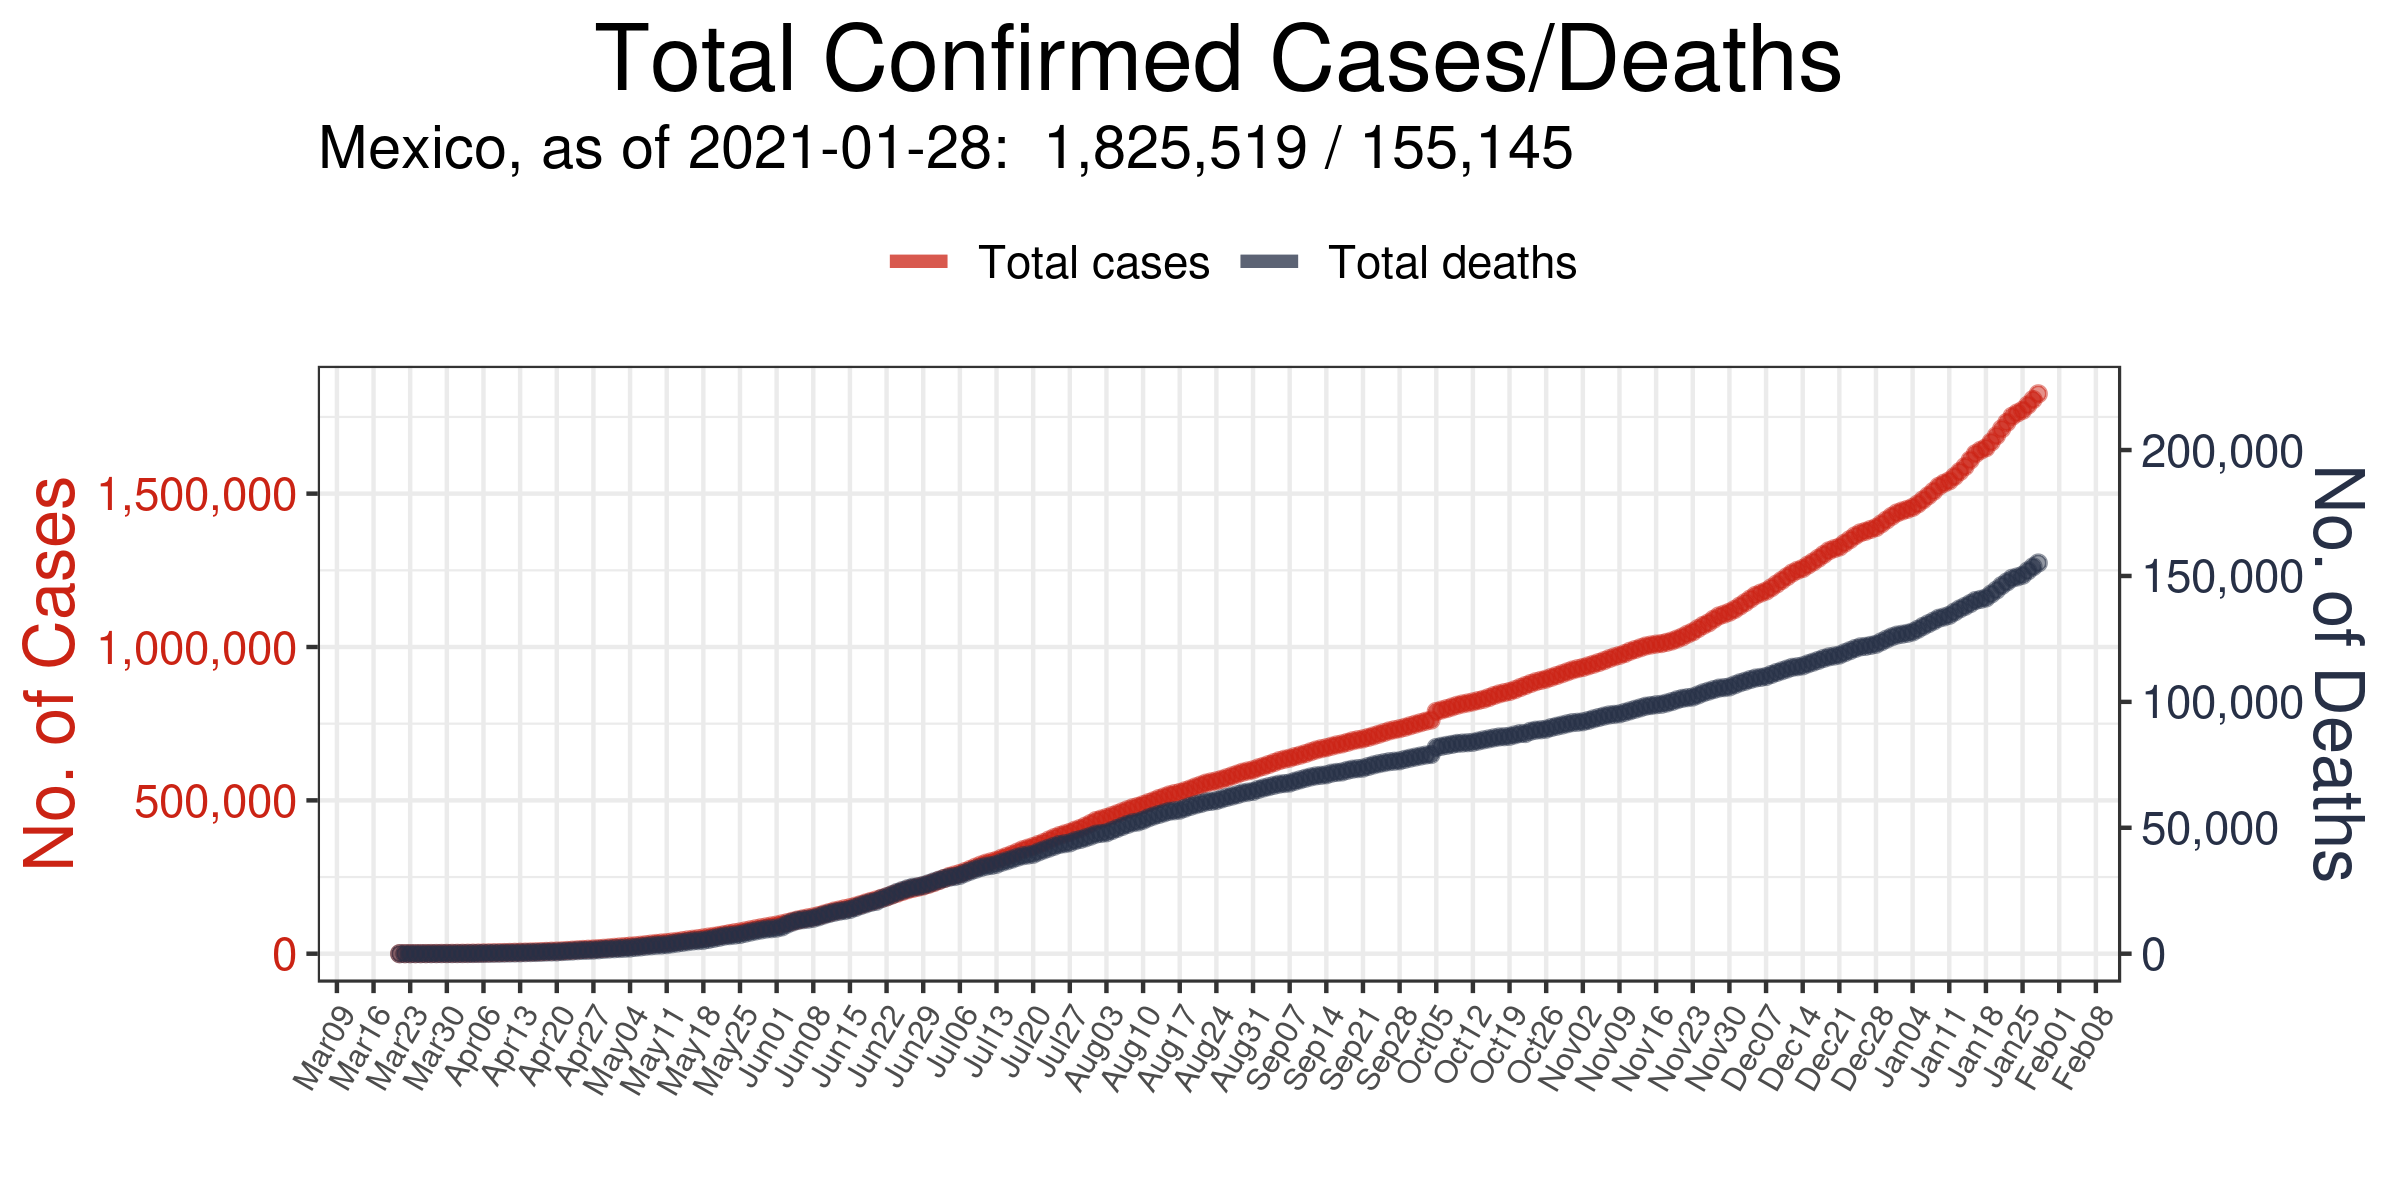 Total Confirmed Cases/Deaths
Mexico, as of 2021-01-28:  1,825,519 / 155,145
Total cases
Total deaths
No. of Cases
1,500,000
1,000,000
500,000
0
200,000
150,000
100,000
50,000
0
No. of Deaths
Mar09
Mar16
Mar23
Mar30
Apr06
Apr13
Apr20
Apr27
May04
May11
May18
May25
Jun01
Jun08
Jun15
Jun22
Jun29
Jul06
Jul13
Jul20
Jul27
Aug03
Aug10
Aug17
Aug24
Aug31
Sep07
Sep14
Sep21
Sep28
Oct05
Oct12
Oct19
Oct26
Nov02
Nov09
Nov16
Nov23
Nov30
Dec07
Dec14
Dec21
Dec28
Jan04
Jan11
Jan18
Jan25
Feb01
Feb08